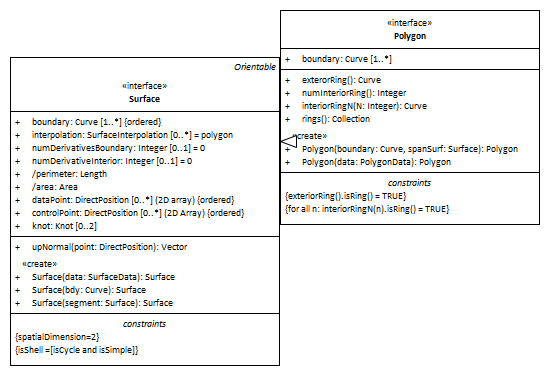 Orientable
«interface»
Surface
+ boundary: Curve [1..*] {ordered}
+ interpolation: SurfaceInterpolation [0..*] = polygon
+ numDerivativesBoundary: Integer [0..1] = 0
+ numDerivativeInterior: Integer [0..1] = 0
+ /perimeter: Length
+ /area: Area
+ dataPoint: DirectPosition [0..*] (2D array) {ordered}
+ controlPoint: DirectPosition [0..*] (2D Array) {ordered}
+ knot: Knot [0..2]
+ upNormal(point: DirectPosition): Vector
«create»
+ Surface(data: SurfaceData): Surface
+ Surface(bdy: Curve): Surface
+ Surface(segment: Surface): Surface
constraints
{spatialDimension=2}
{isShell =[isCycle and isSimple]}
«interface»
Polygon
+ boundary: Curve [1..*]
+ exterorRing(): Curve
+ numInteriorRing(): Integer
+ interiorRingN(N: Integer): Curve
+ rings(): Collection
«create»
+ Polygon(boundary: Curve, spanSurf: Surface): Polygon
+ Polygon(data: PolygonData): Polygon
constraints
{exteriorRing().isRing() = TRUE}
{for all n: interiorRingN(n).isRing() = TRUE}